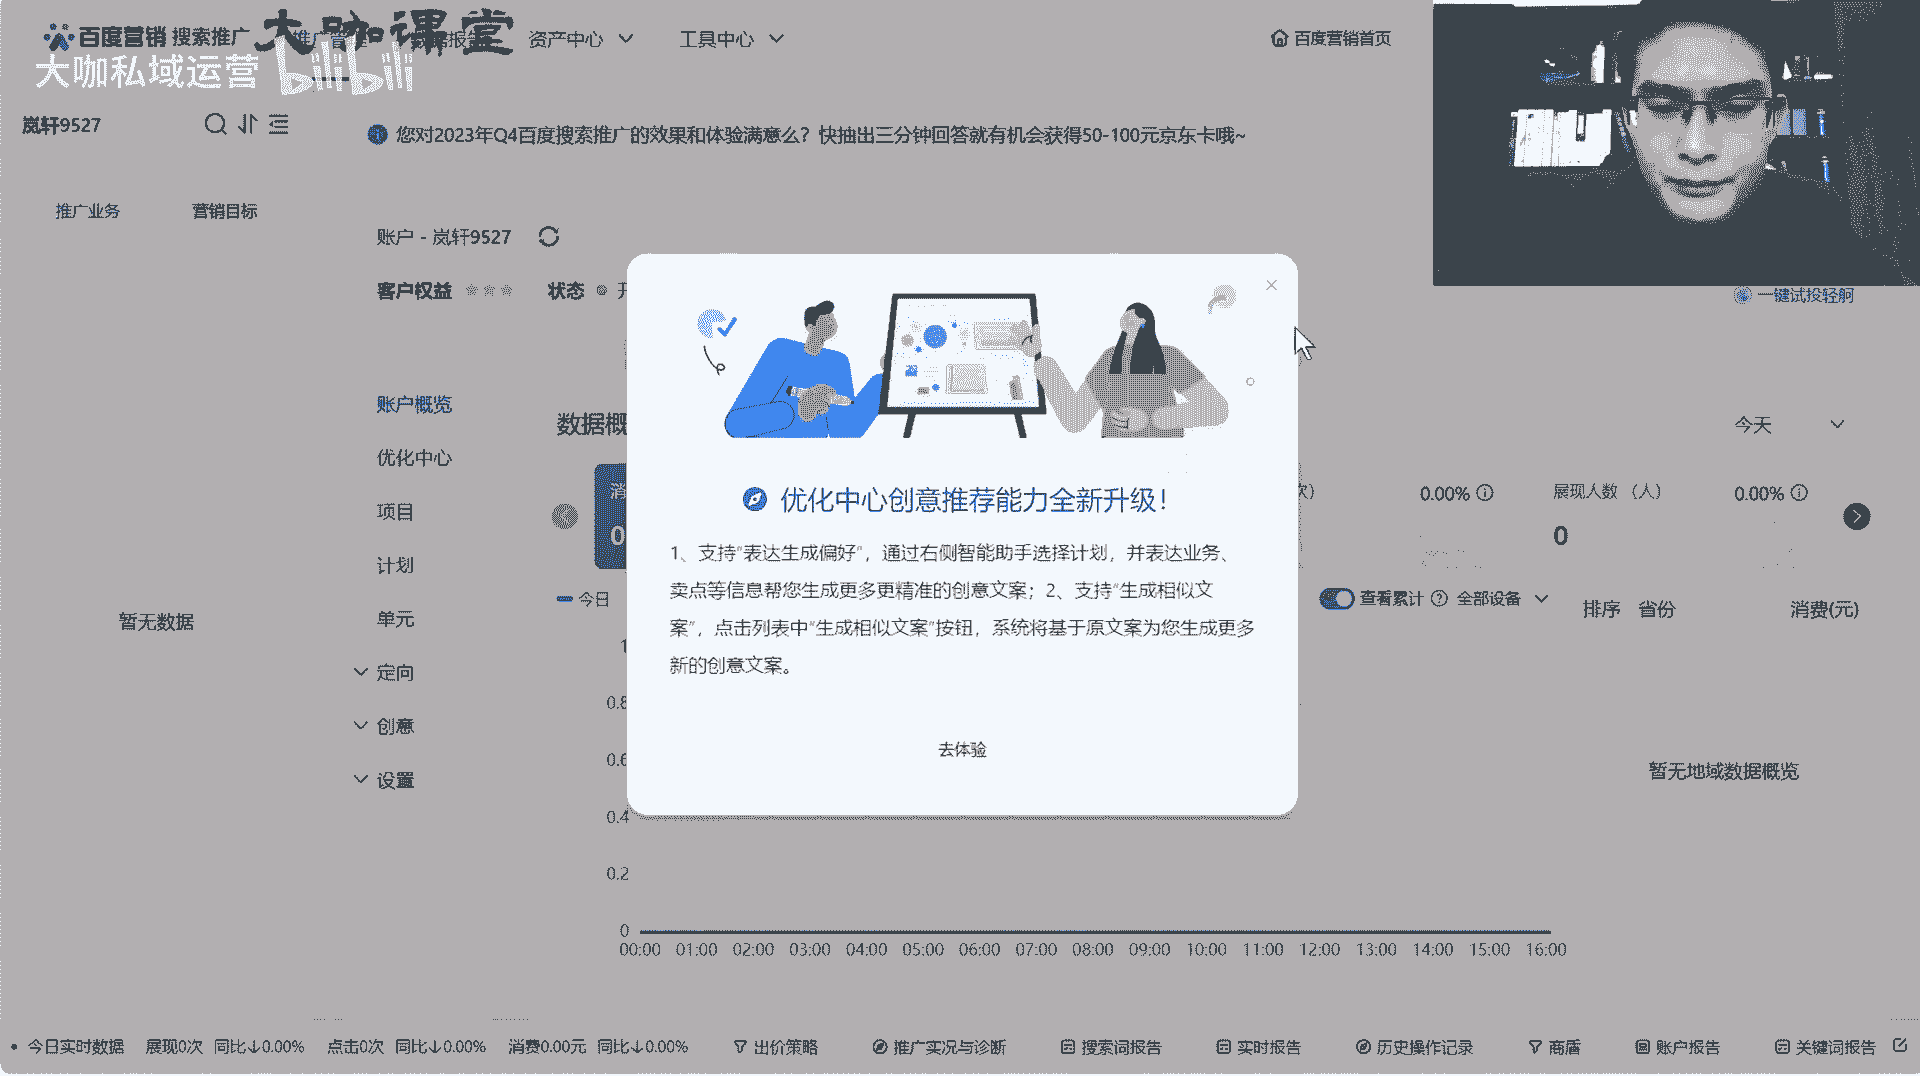 百度营销 搜索推广
大咖课堂
资产中心
工具中心
百度营销首页
大咖私域运营 bilibili
岚轩9527
您对2023年Q4百度搜索推广的效果和体验满意么？快抽出三分钟回答就有机会获得50-100元京东卡哦~
推广业务 营销目标
账户 - 岚轩9527
客户权益 状态
一键试投轻舸
账户概览
优化中心
项目
计划
单元
定向
创意
设置
暂无数据
数据概
今天
0.00%
展现人数 （人）
0.00%
0
今日
查看累计 全部设备
排序 省份 消费(元)
暂无地域数据概览
优化中心创意推荐能力全新升级！
1、支持“表达生成偏好”，通过右侧智能助手选择计划，并表达业务、
卖点等信息帮您生成更多更精准的创意文案；2、支持“生成相似文
案”，点击列表中“生成相似文案”按钮，系统将基于原文案为您生成更多
新的创意文案。
去体验
1
0.8
0.6
0.4
0.2
0
00:00 01:00 02:00 03:00 04:00 05:00 06:00 07:00 08:00 09:00 10:00 11:00 12:00 13:00 14:00 15:00 16:00
今日实时数据 展现0次 同比↓0.00% 点击0次 同比↓0.00% 消费0.00元 同比↓0.00% 出价策略 推广实况与诊断 搜索词报告 实时报告 历史操作记录 商盾 账户报告 关键词报告